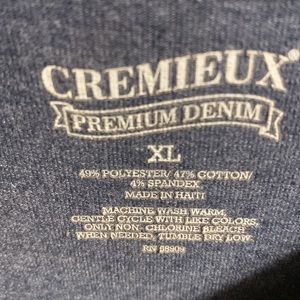 CREMIEUX®
PREMIUM DENIM
XL
49% POLYESTER/ 47% COTTON/
4% SPANDEX
MADE IN HAITI
MACHINE WASH WARM,
GENTLE CYCLE WITH LIKE COLORS,
ONLY NON- CHLORINE BLEACH
WHEN NEEDED, TUMBLE DRY LOW.
RN